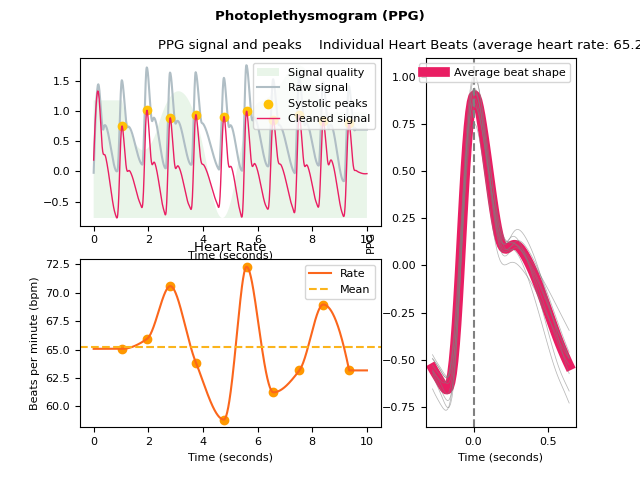 Photoplethysmogram (PPG)
PPG signal and peaks
Individual Heart Beats (average heart rate: 65.2
Signal quality
Raw signal
Systolic peaks
Cleaned signal
1.5
1.0
0.5
0.0
−0.5
0 2 4 6 8 10
Time (seconds)
Heart Rate
Rate
Mean
72.5
70.0
67.5
65.0
62.5
60.0
Beats per minute (bpm)
0 2 4 6 8 10
Time (seconds)
Average beat shape
PPG
1.00
0.75
0.50
0.25
0.00
−0.25
−0.50
−0.75
0.0 0.5
Time (seconds)